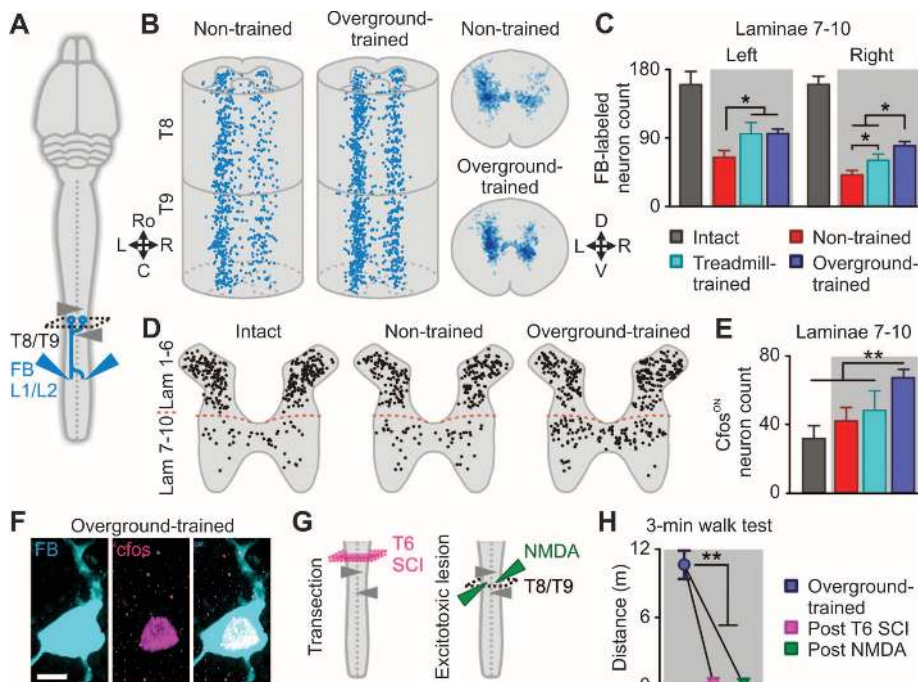 A
T8/T9
FB
L1/L2
B
Non-trained
Overground-
trained
Non-trained
T8
T9
Ro
L R
C
Overground-
trained
D
L R
V
C
Laminae 7-10
Left
Right
FB-labeled
neuron count
180
90
0
*
*
*
Intact
Non-trained
Treadmill-
trained
Overground-
trained
D
Intact
Non-trained
Overground-trained
Lam 1-6
Lam 7-10
E
Laminae 7-10
CfosON
neuron count
80
40
0
**
F
Overground-trained
FB
cfos
G
Transection
T6
SCI
Excitotoxic lesion
NMDA
T8/T9
H
3-min walk test
Distance (m)
12
6
**
Overground-
trained
Post T6 SCI
Post NMDA